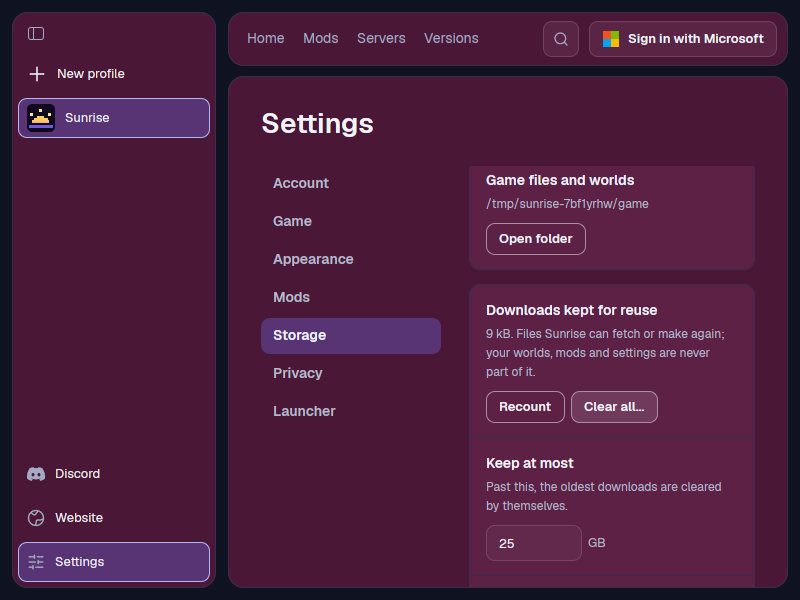 Home Mods Servers Versions
Sign in with Microsoft
New profile
Sunrise
Settings
Account
Game
Appearance
Mods
Storage
Privacy
Launcher
Game files and worlds
/tmp/sunrise-7bf1yrhw/game
Open folder
Downloads kept for reuse
9 kB. Files Sunrise can fetch or make again;
your worlds, mods and settings are never
part of it.
Recount Clear all...
Keep at most
Past this, the oldest downloads are cleared
by themselves.
25 GB
Discord
Website
Settings